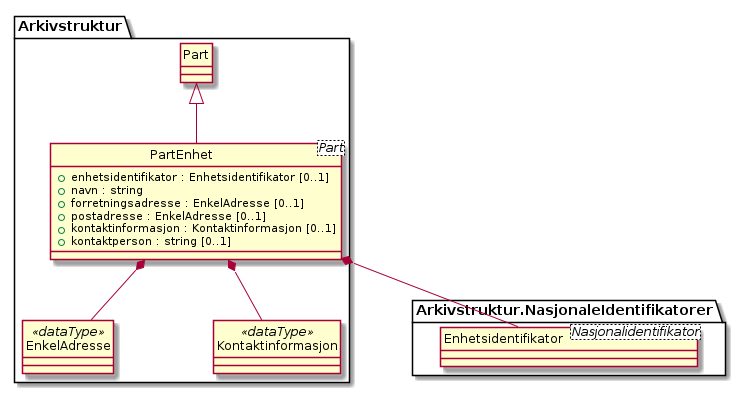 Arkivstruktur
Part
Part
PartEnhet
enhetsidentifikator : Enhetsidentifikator [0..1]
navn : string
forretningsadresse : EnkelAdresse [0..1]
postadresse : EnkelAdresse [0..1]
kontaktinformasjon : Kontaktinformasjon [0..1]
kontaktperson : string [0..1]
«dataType»
EnkelAdresse
«dataType»
Kontaktinformasjon
Arkivstruktur.NasjonaleIdentifikatorer
Nasjonalidentifikator
Enhetsidentifikator